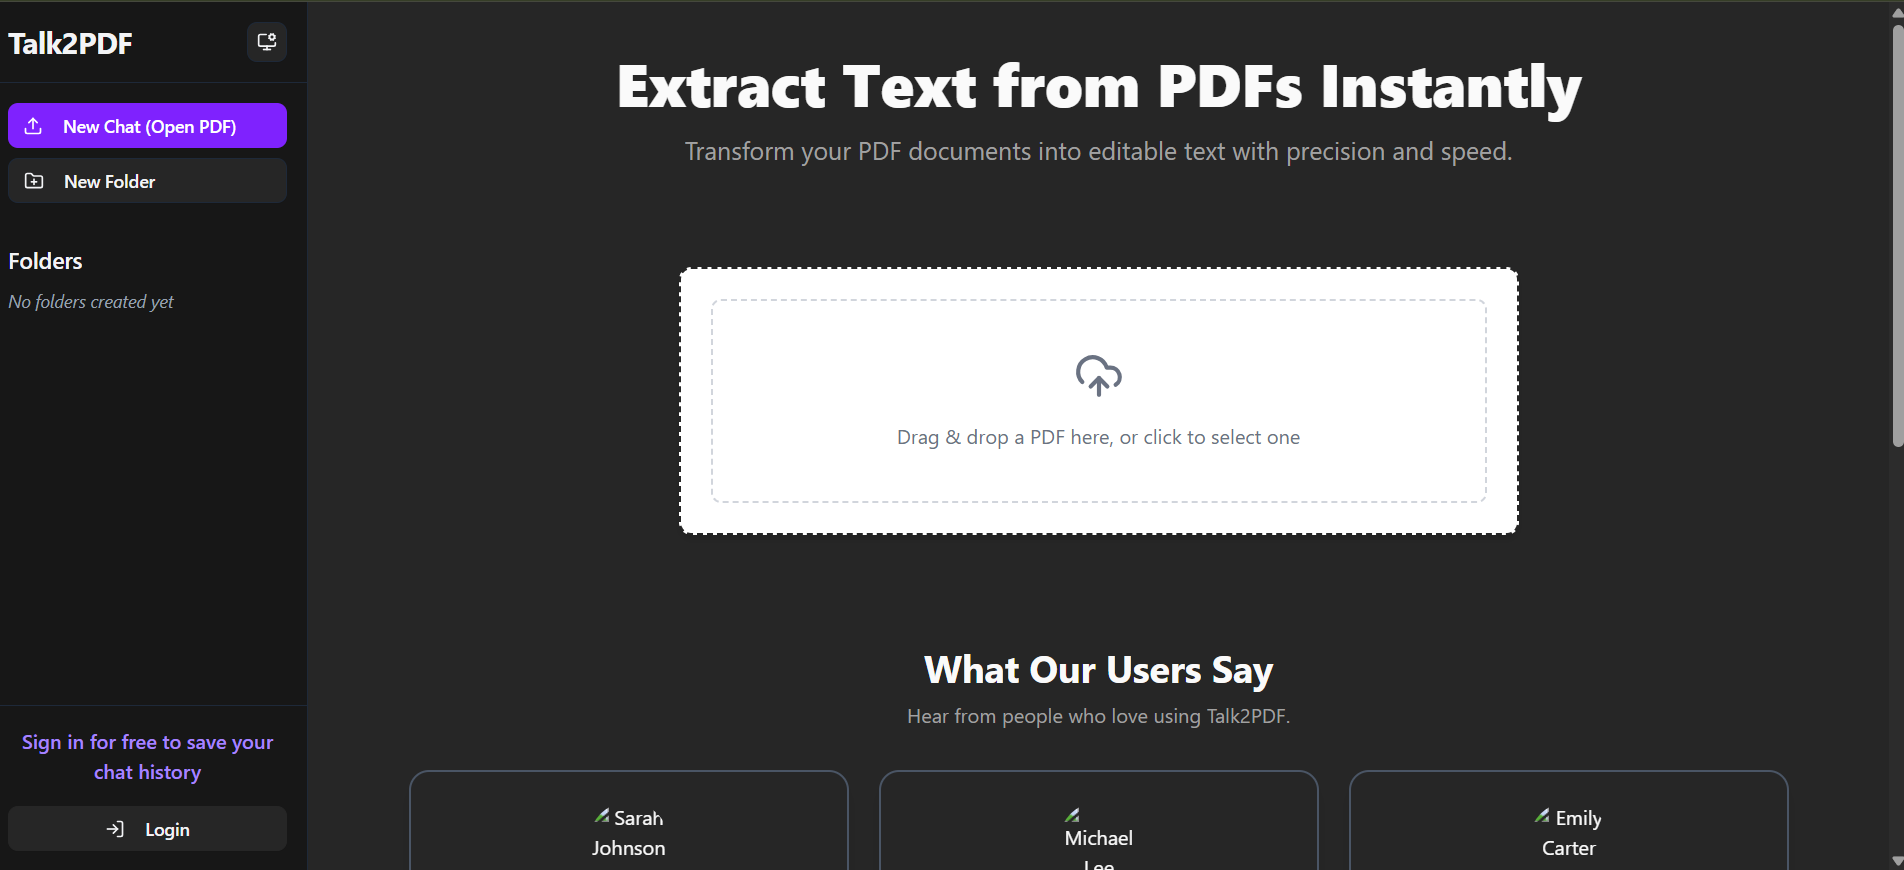 Talk2PDF
New Chat (Open PDF)
New Folder
Folders
No folders created yet
Sign in for free to save your
chat history
Login
Extract Text from PDFs Instantly
Transform your PDF documents into editable text with precision and speed.
Drag & drop a PDF here, or click to select one
What Our Users Say
Hear from people who love using Talk2PDF.
Sarah
Johnson
Michael
Lee
Emily
Carter